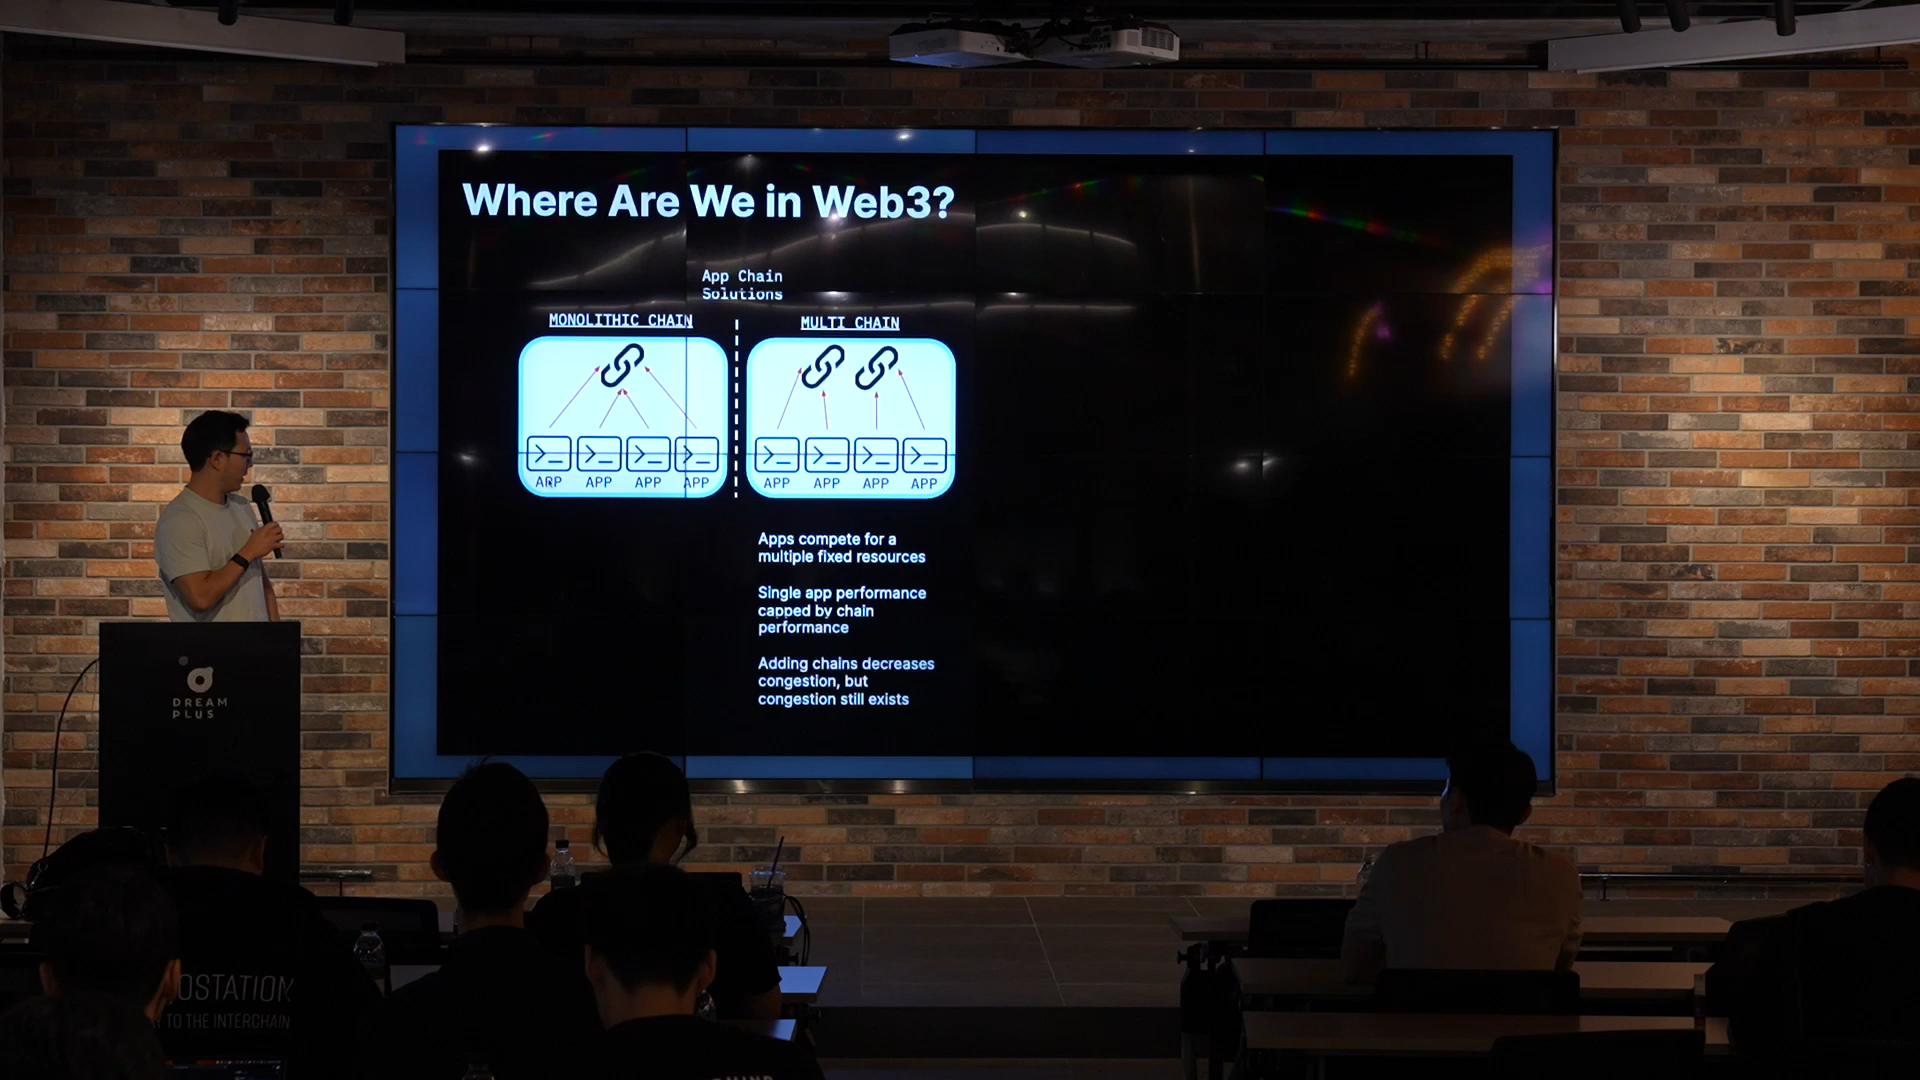 Where Are We in Web3?
App Chain
Solutions
MONOLITHIC CHAIN
MULTI CHAIN
APP APP APP APP
APP APP APP APP
Apps compete for a
multiple fixed resources
Single app performance
capped by chain
performance
Adding chains decreases
congestion, but
congestion still exists
DREAM
PLUS
OSTATION
TO THE INTERCHAIN